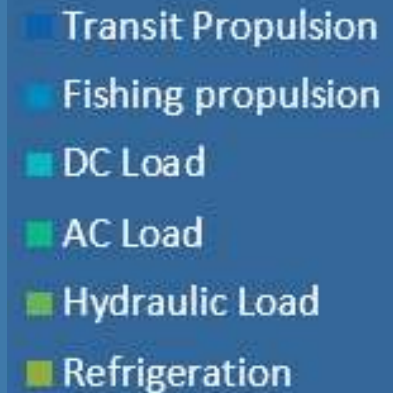 Transit Propulsion
Fishing propulsion
DC Load
AC Load
Hydraulic Load
Refrigeration